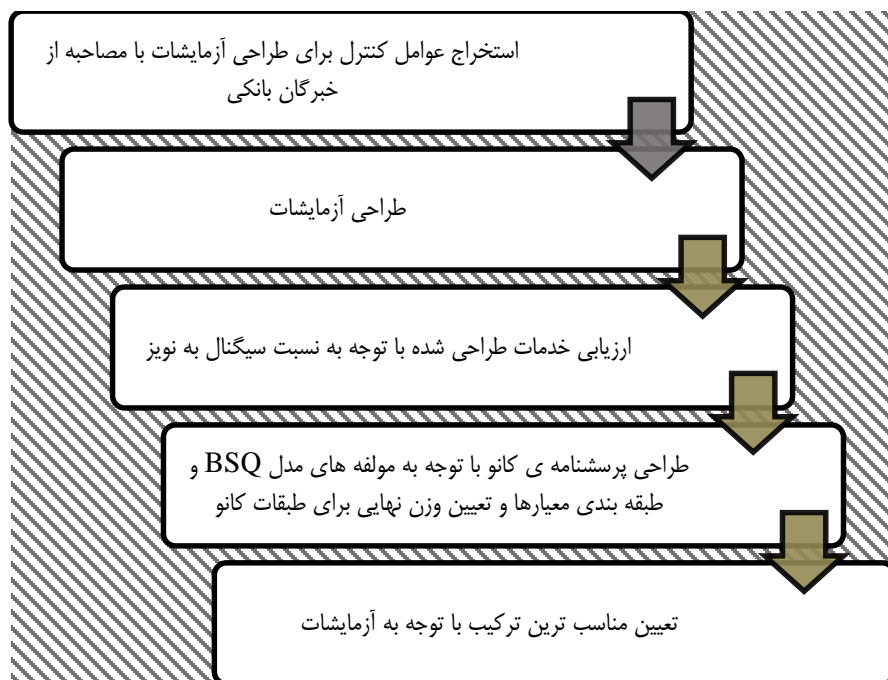 استخراج عوامل کنترل برای طراحی آزمایشات با مصاحبه از
خبرگان بانکی
طراحی آزمایشات
ارزیابی خدمات طراحی شده با توجه به نسبت سیگنال به نویز
طراحی پرسشنامه ی کانو با توجه به مولفه های مدل BSQ و
طبقه بندی معیارها و تعیین وزن نهایی برای طبقات کانو
تعیین مناسب ترین ترکیب با توجه به آزمایشات